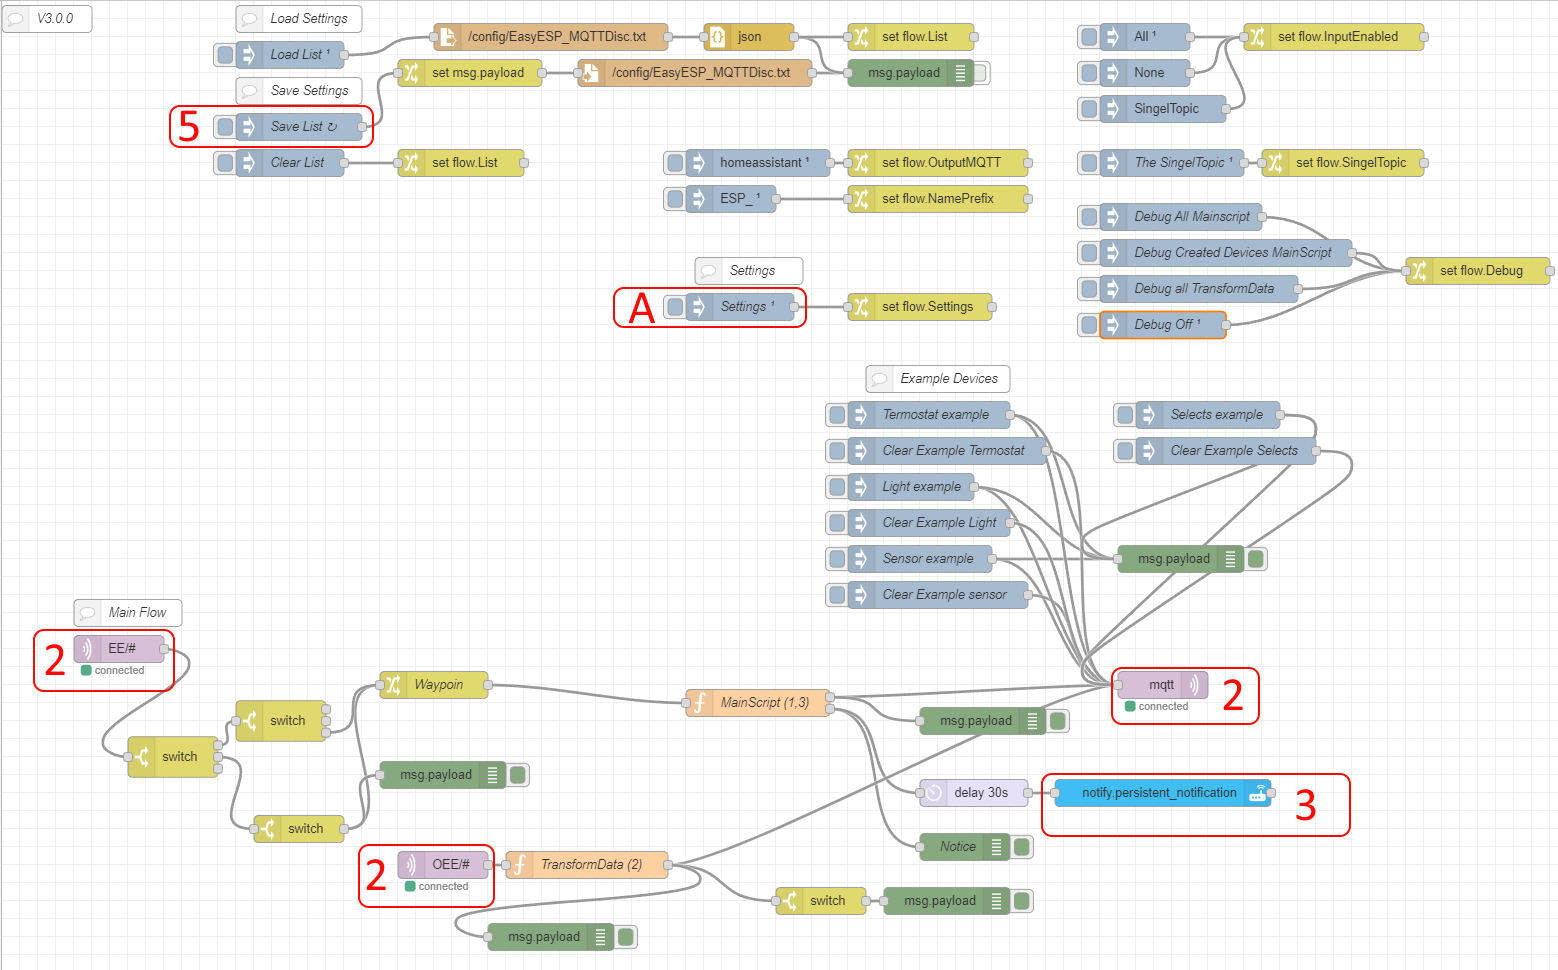 V3.0.0
Load Settings
Load List ¹
/config/EasyESP_MQTTDisc.txt
json
set flow.List
All ¹
set flow.InputEnabled
set msg.payload
/config/EasyESP_MQTTDisc.txt
msg.payload
None
Save Settings
SingelTopic
5
Save List ↻
Clear List
set flow.List
homeassistant ¹
set flow.OutputMQTT
The SingelTopic ¹
set flow.SingelTopic
ESP_ ¹
set flow.NamePrefix
Debug All Mainscript
Debug Created Devices MainScript
Settings
set flow.Debug
Debug all TransformData
A
Settings ¹
set flow.Settings
Debug Off ¹
Example Devices
Termostat example
Selects example
Clear Example Termostat
Clear Example Selects
Light example
Clear Example Light
Sensor example
msg.payload
Clear Example sensor
Main Flow
2
EE/#
connected
Waypoin
mqtt
connected
2
MainScript (1,3)
switch
msg.payload
switch
msg.payload
delay 30s
notify.persistent_notification
3
switch
Notice
2
OEE/#
connected
TransformData (2)
switch
msg.payload
msg.payload